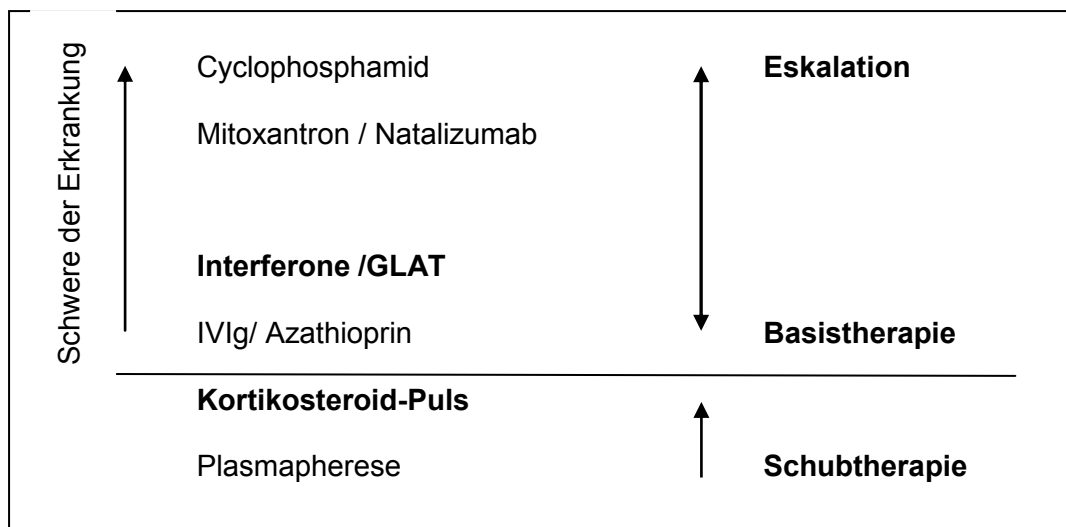 Schwere der Erkrankung
Cyclophosphamid
Eskalation
Mitoxantron / Natalizumab
Interferone /GLAT
IVIg/ Azathioprin
Basistherapie
Kortikosteroid-Puls
Plasmapherese
Schubtherapie